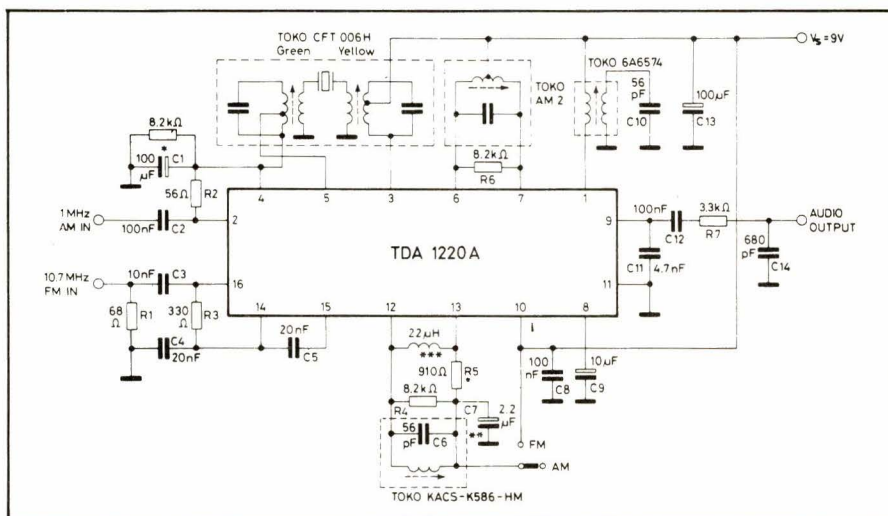 TOKO CFT 006H
Green Yellow
TOKO 6A6574
Vs=9V
TOKO
AM 2
56
pF
C10
100µF
C13
8.2kΩ
*
100
µF
C1
56Ω
R2
8.2kΩ
R6
4 5 3 6 7 1
1 MHz
AM IN
100nF C2
2
TDA 1220A
9
100nF
C12
3.3kΩ
R7
AUDIO
OUTPUT
680
pF
C14
C11
4.7nF
11
10.7MHz
FM IN
10nF C3
16
68
Ω
R1
330
Ω
R3
C4
20nF
14 15 12 13 10 8
20nF
C5
22µH
***
910Ω
R5
*
8.2kΩ
R4
C7
2.2
µF
**
56
pF
C6
100
nF
C8
10µF
C9
FM
AM
TOKO KACS-K586-HM